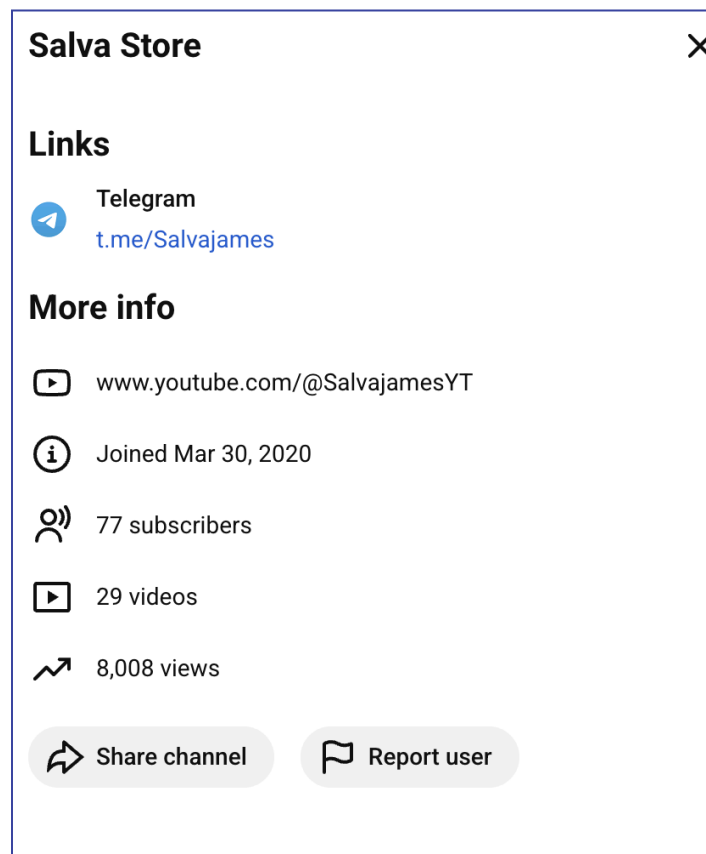 Salva Store
Links
Telegram
t.me/Salvajames
More info
www.youtube.com/@SalvajamesYT
Joined Mar 30, 2020
77 subscribers
29 videos
8,008 views
Share channel
Report user